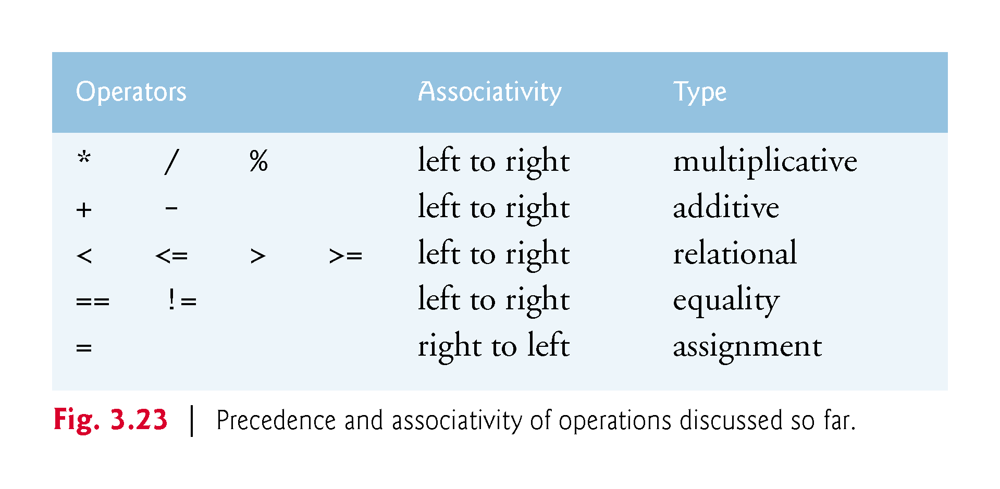 Operators Associativity Type
* / % left to right multiplicative
+ - left to right additive
< <= > >= left to right relational
== != left to right equality
= right to left assignment
Fig. 3.23 | Precedence and associativity of operations discussed so far.